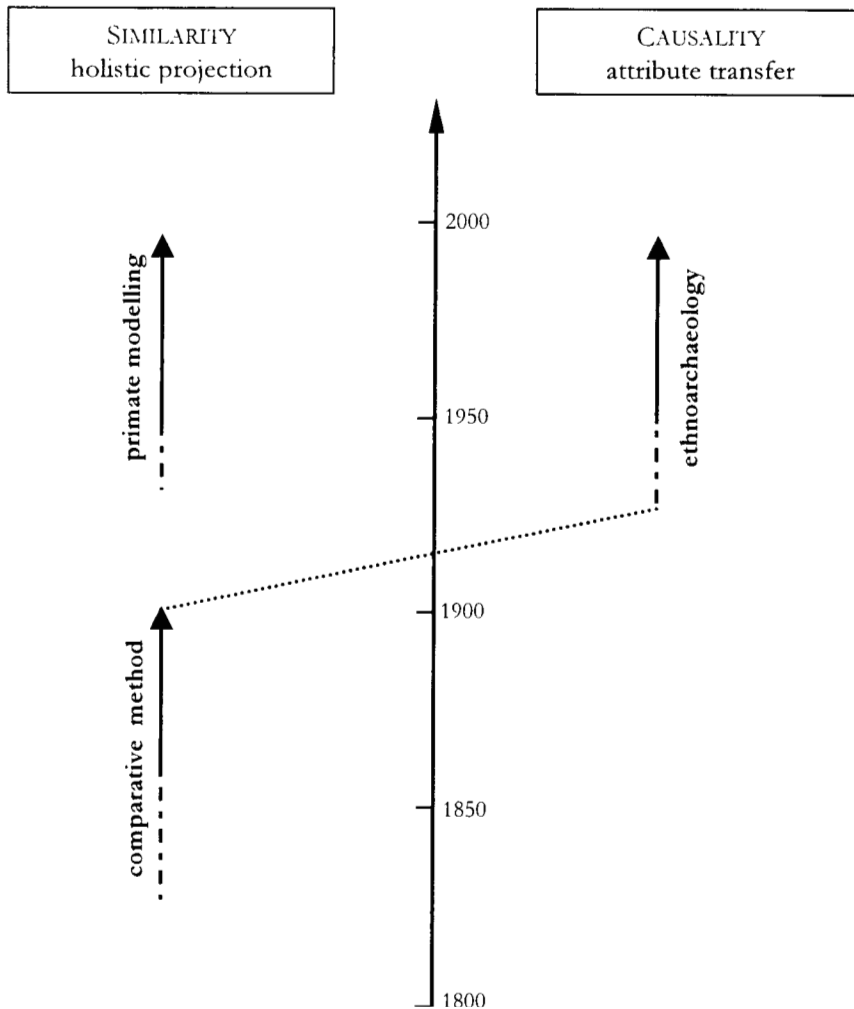 SIMILARITY
holistic projection
CAUSALITY
attribute transfer
2000
primate modelling
ethnoarchaeology
1950
1900
comparative method
1850
1800